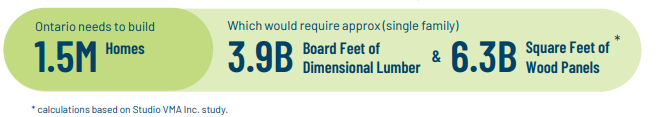 Ontario needs to build
1.5M Homes
Which would require approx (single family)
3.9B Board Feet of
Dimensional Lumber
& 6.3B Square Feet of *
Wood Panels
* calculations based on Studio VMA Inc. study.